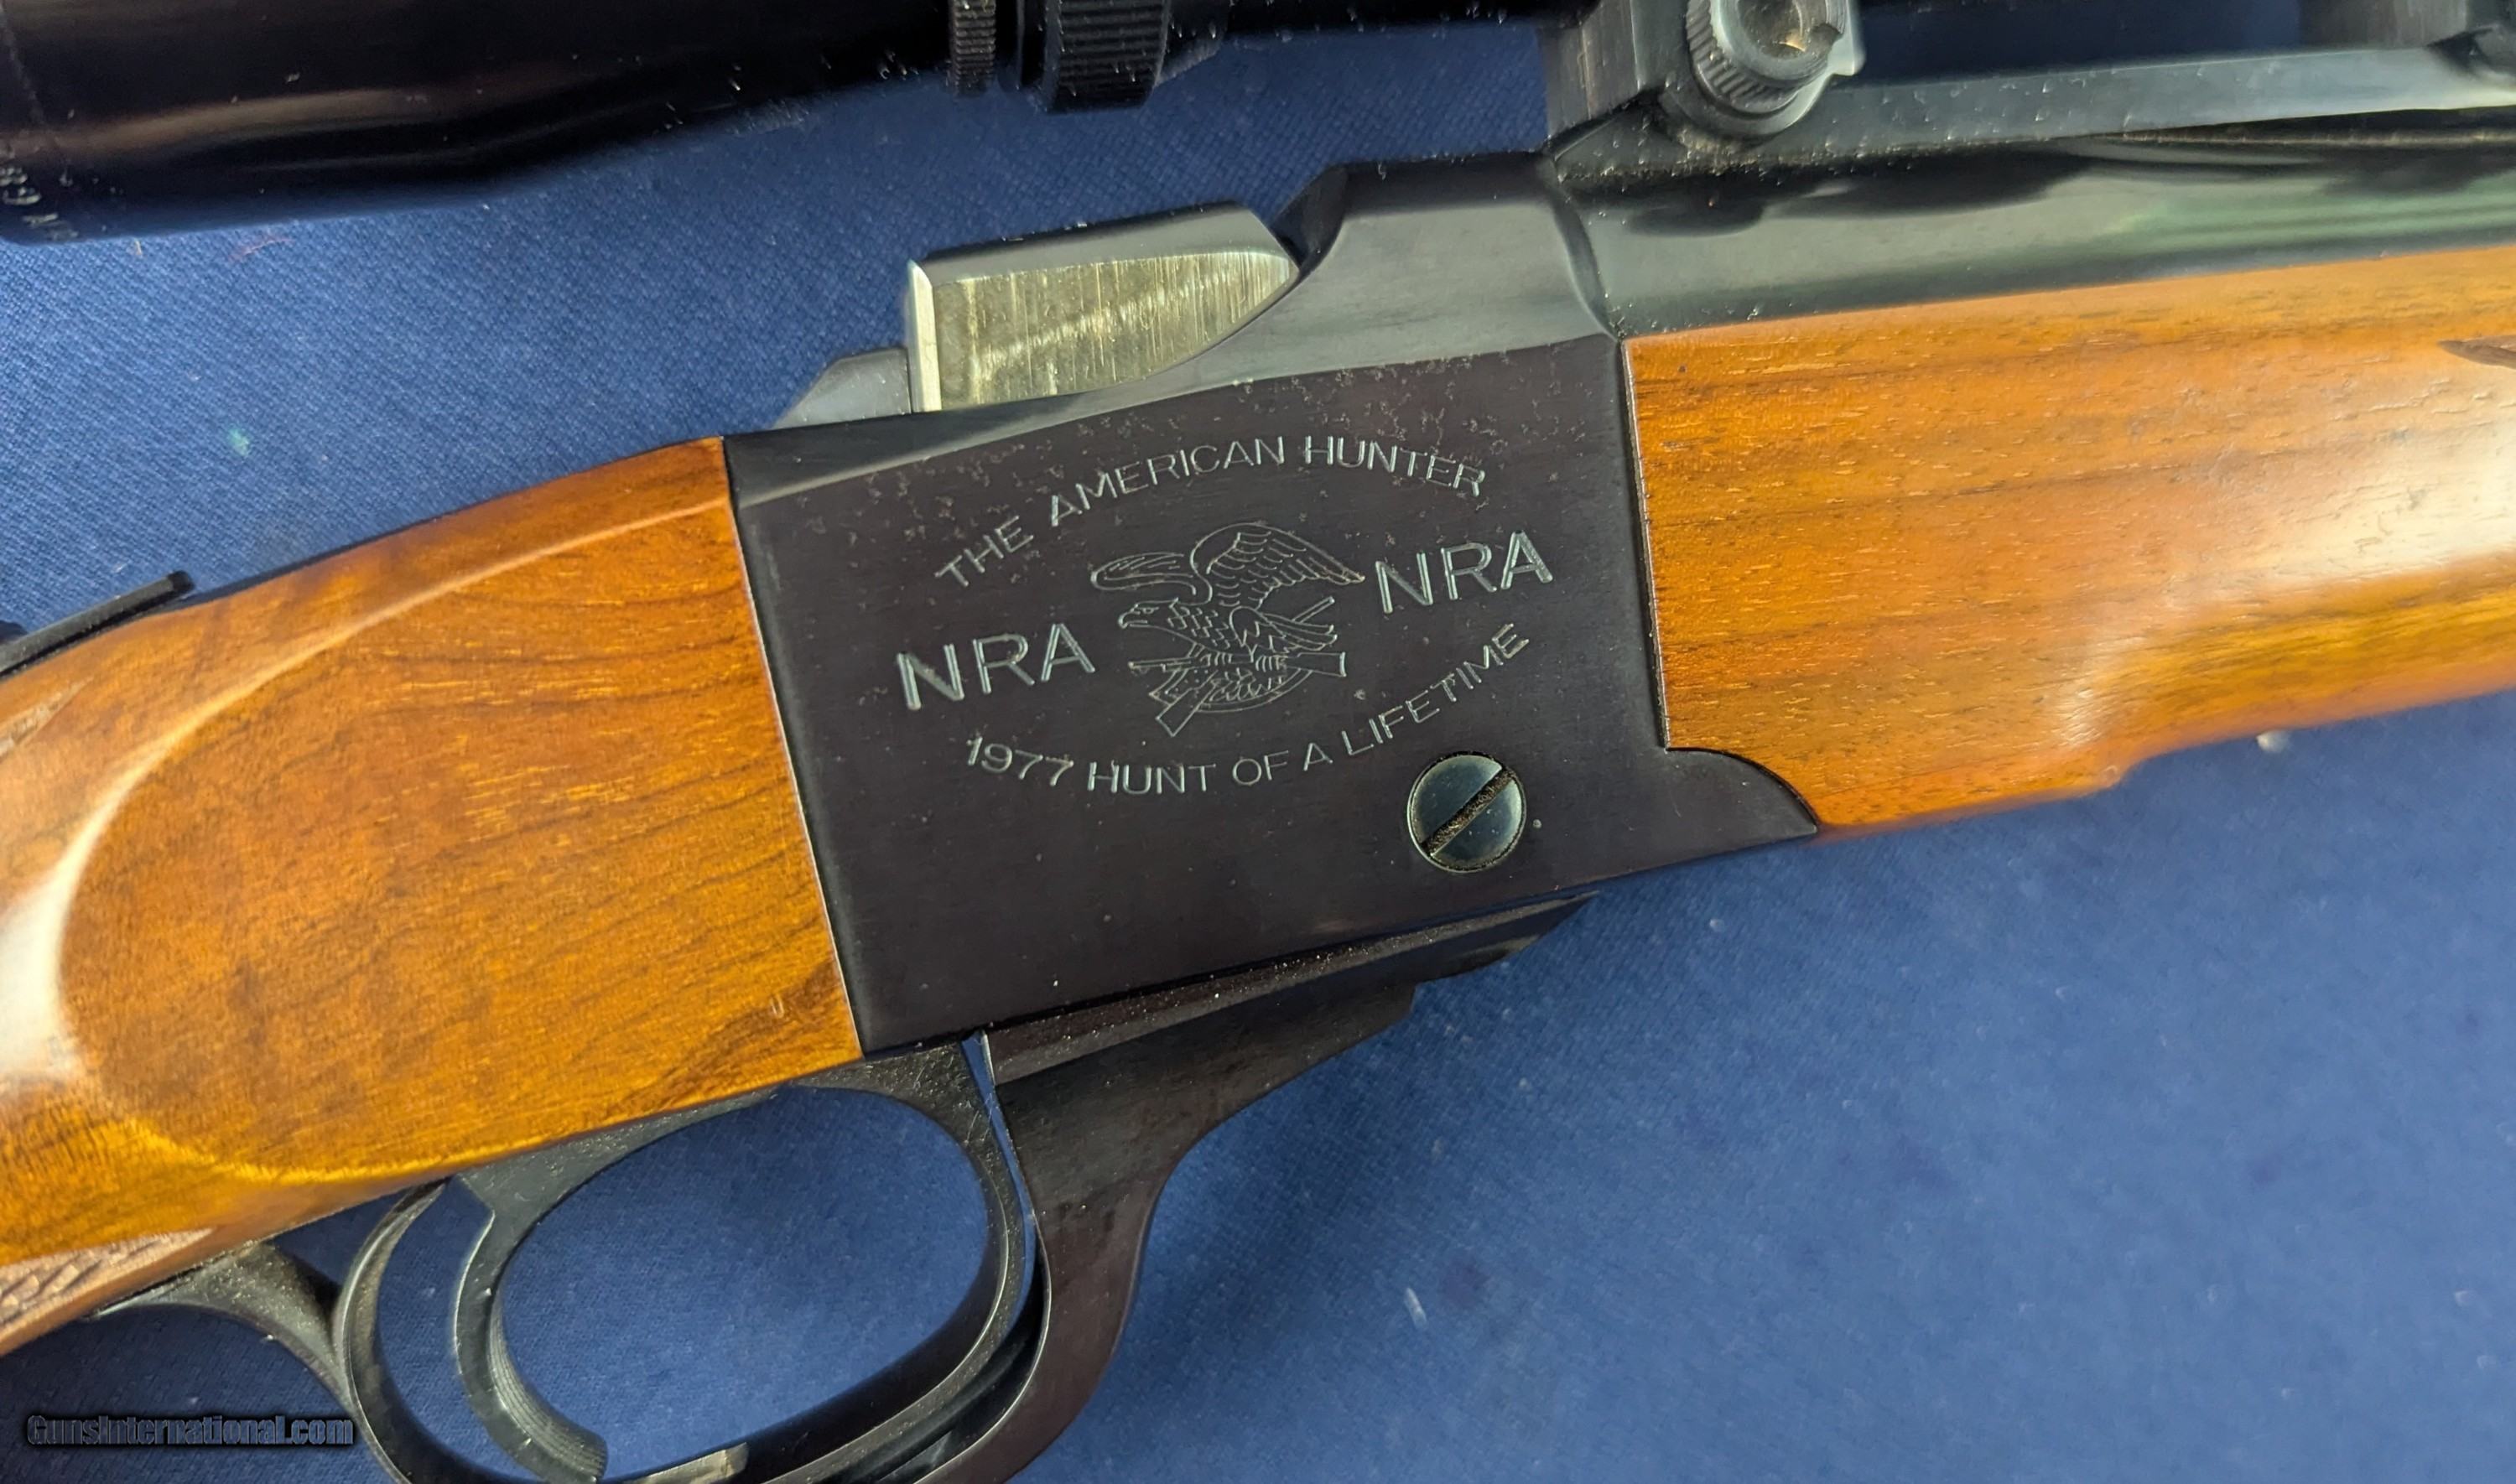 THE AMERICAN HUNTER
NRA NRA
1977 HUNT OF A LIFETIME
GunsInternational.com